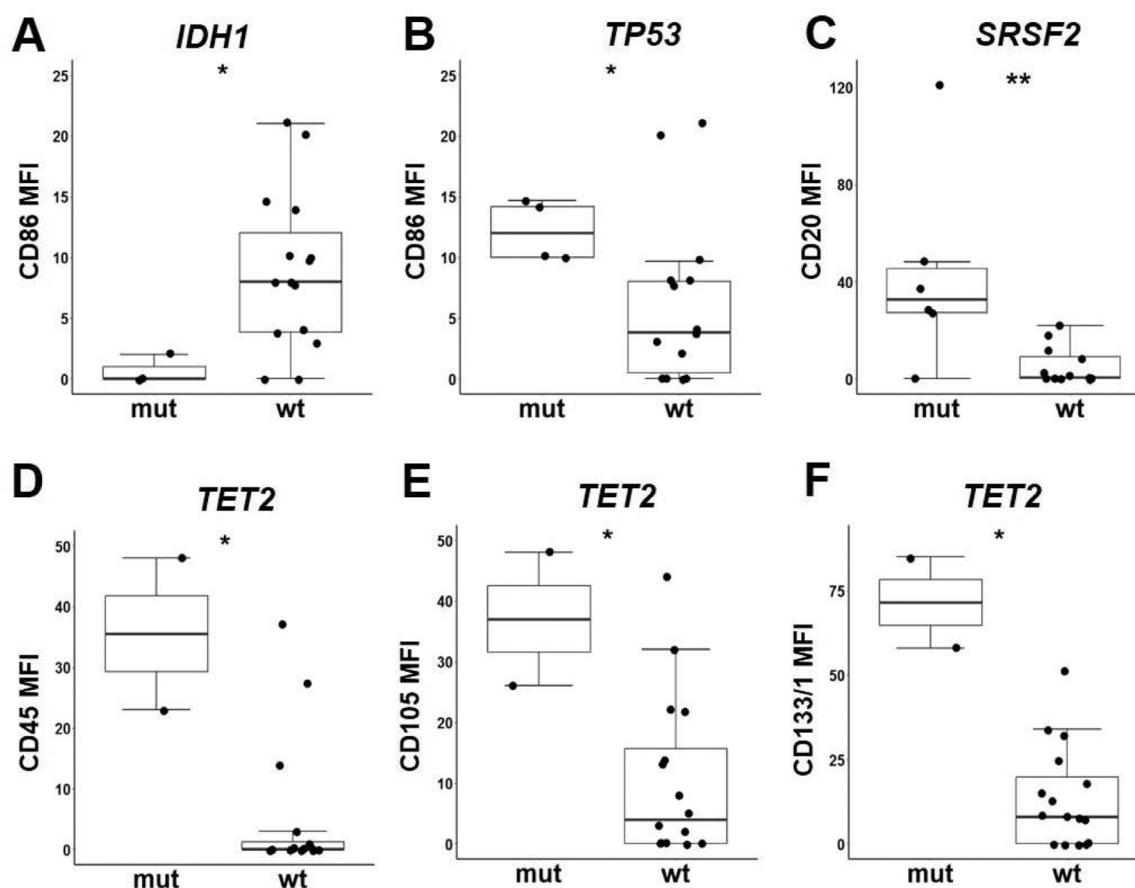 A
IDH1
*
CD86 MFI
25
20
15
10
5
0
mut
wt
B
TP53
*
CD86 MFI
25
20
15
10
5
0
mut
wt
C
SRSF2
**
CD20 MFI
120
80
40
0
mut
wt
D
TET2
*
CD45 MFI
50
40
30
20
10
0
mut
wt
E
TET2
*
CD105 MFI
50
40
30
20
10
0
mut
wt
F
TET2
*
CD133/1 MFI
75
50
25
0
mut
wt